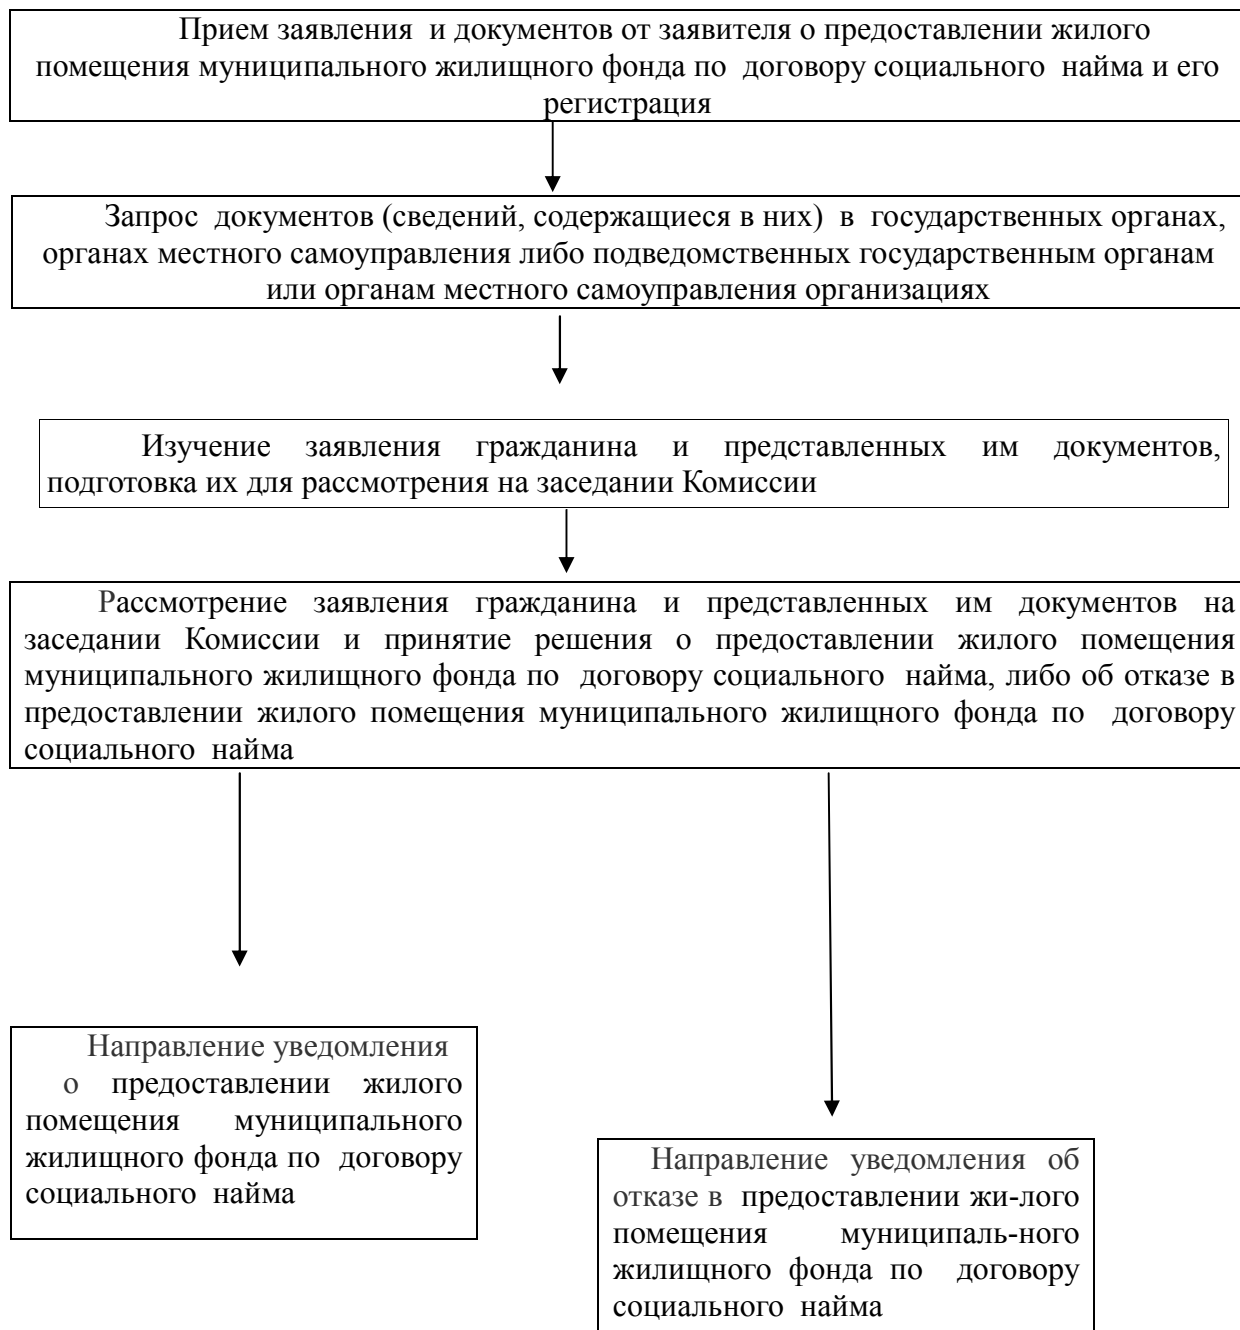 Прием заявления и документов от заявителя о предоставлении жилого
помещения муниципального жилищного фонда по договору социального найма и его
регистрация
Запрос документов (сведений, содержащиеся в них) в государственных органах,
органах местного самоуправления либо подведомственных государственным органам
или органам местного самоуправления организациях
Изучение заявления гражданина и представленных им документов,
подготовка их для рассмотрения на заседании Комиссии
Рассмотрение заявления гражданина и представленных им документов на
заседании Комиссии и принятие решения о предоставлении жилого помещения
муниципального жилищного фонда по договору социального найма, либо об отказе в
предоставлении жилого помещения муниципального жилищного фонда по договору
социального найма
Направление уведомления
о предоставлении жилого
помещения муниципального
жилищного фонда по договору
социального найма
Направление уведомления об
отказе в предоставлении жи-лого
помещения муниципаль-ного
жилищного фонда по договору
социального найма